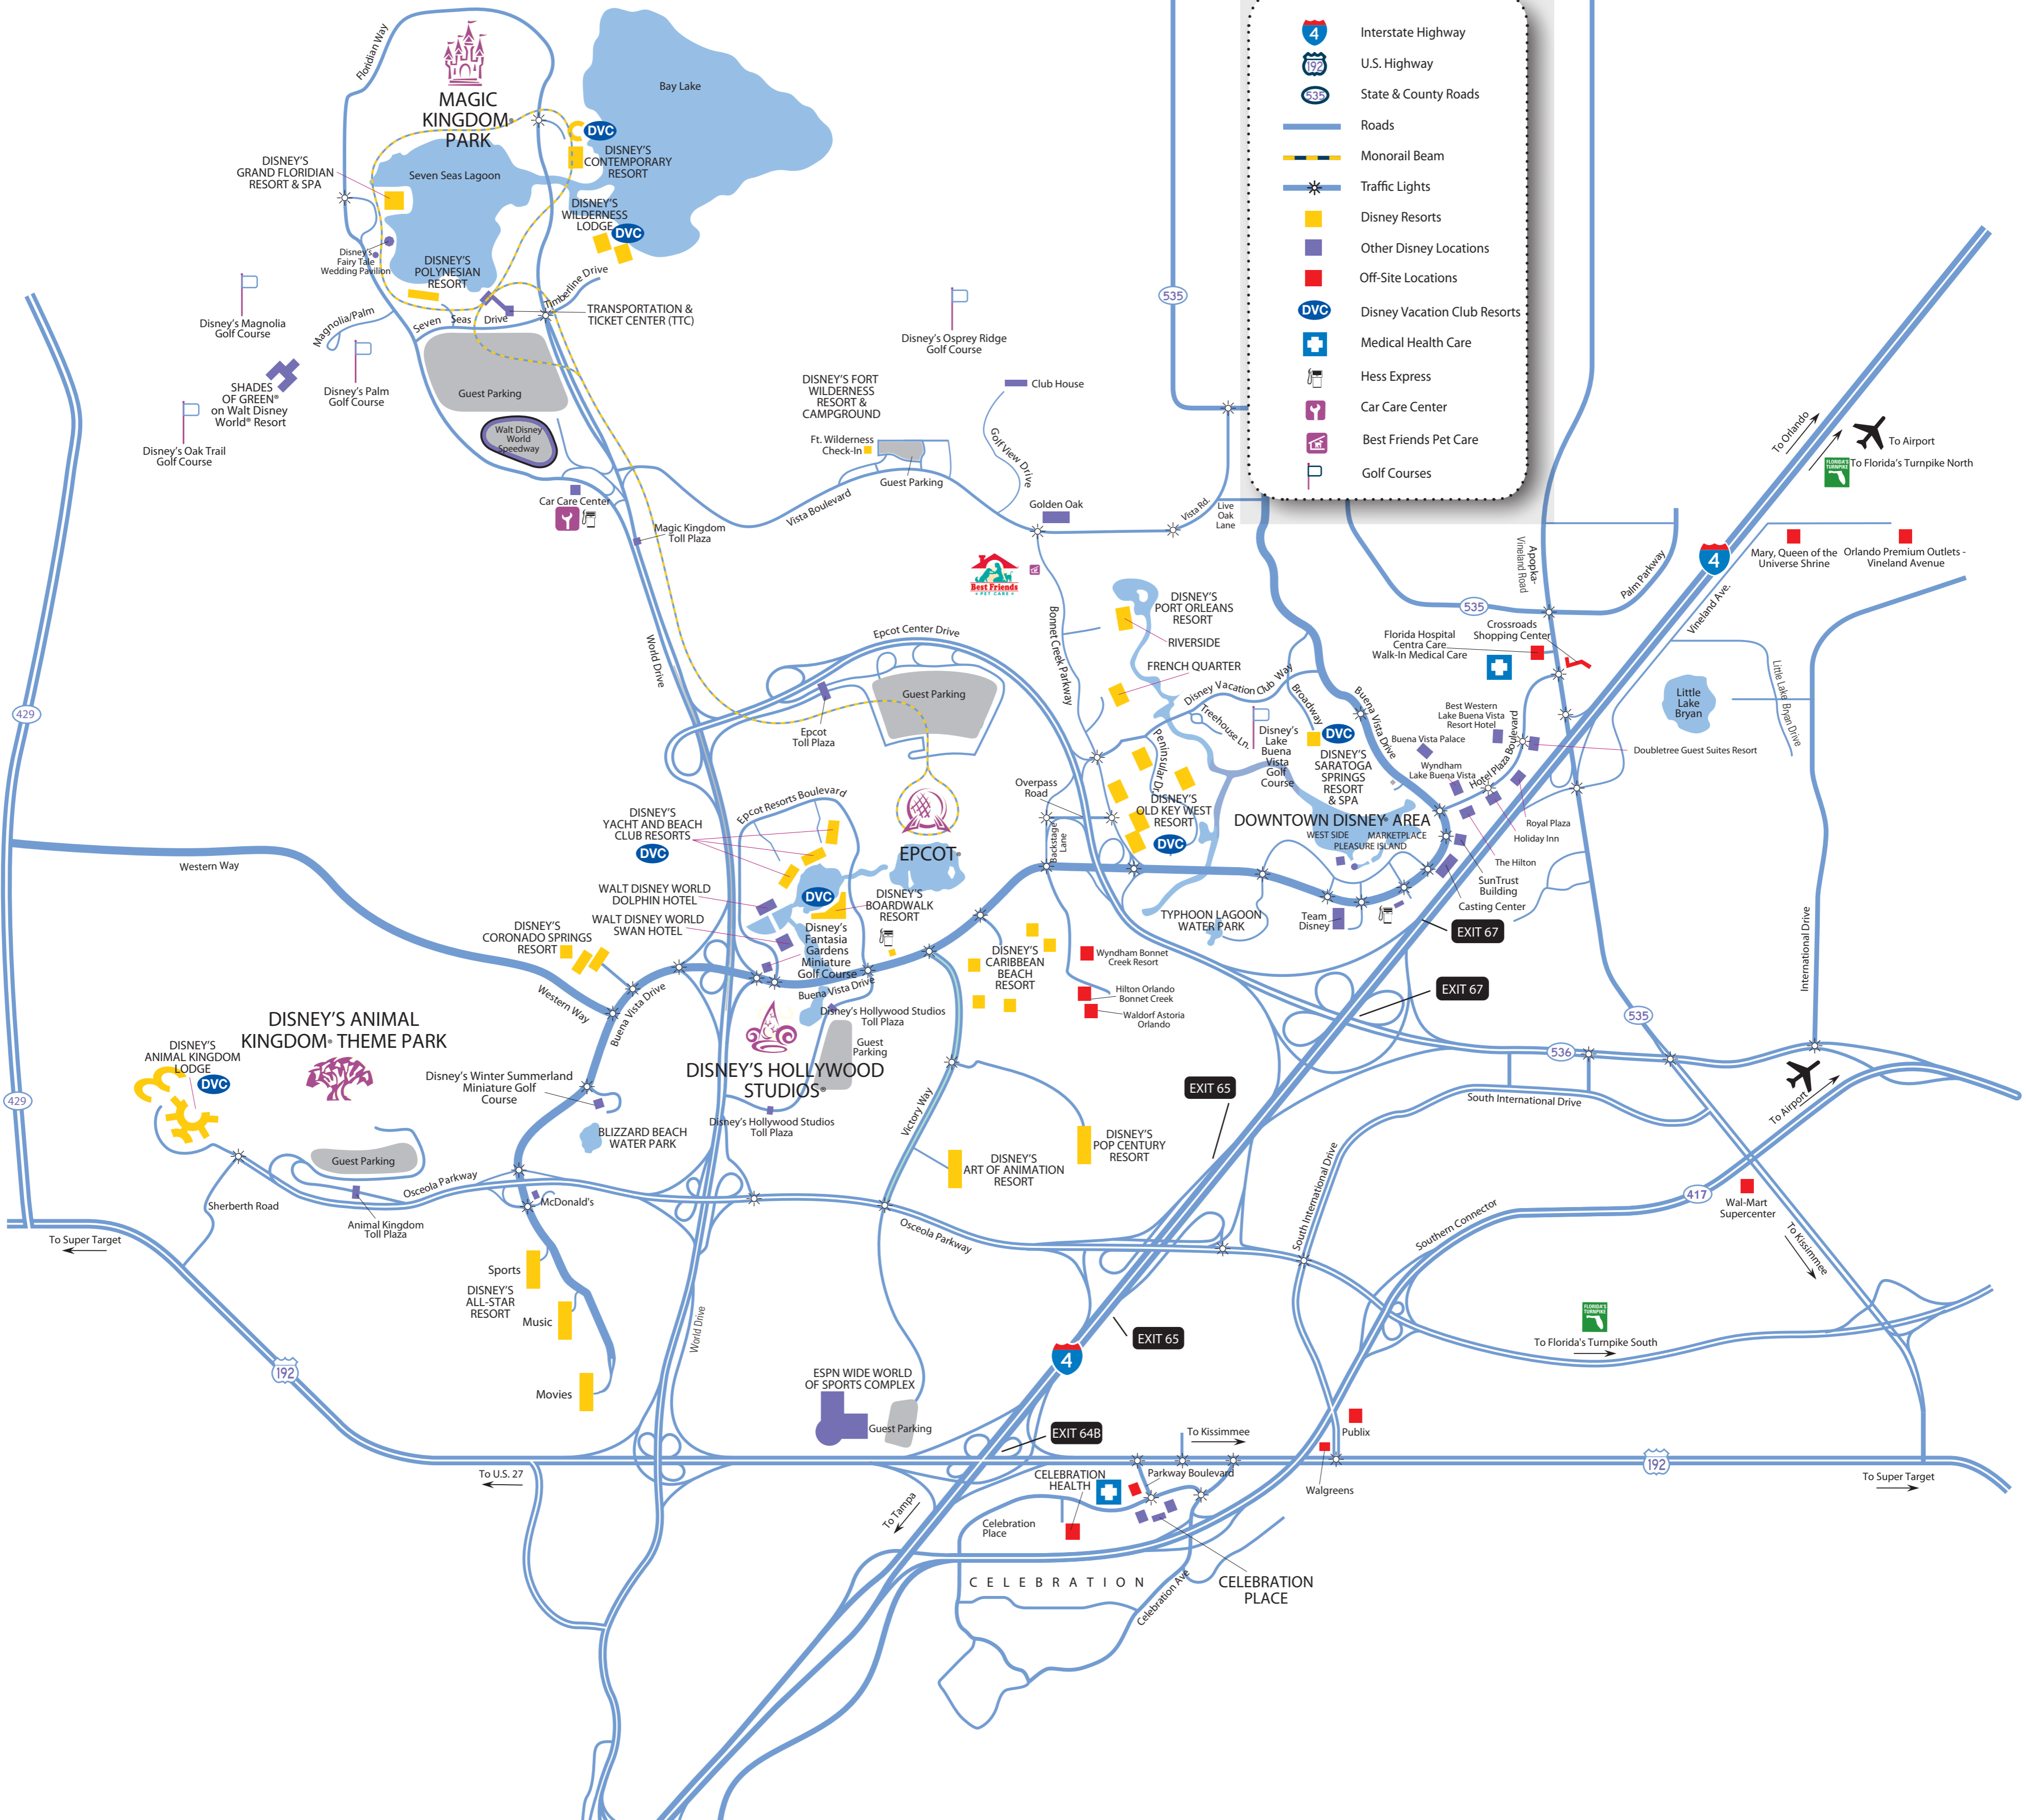 Floridian Way
MAGIC
KINGDOM®
PARK
Bay Lake
DVC
DISNEY'S
CONTEMPORARY
RESORT
DISNEY'S
GRAND FLORIDIAN
RESORT & SPA
Seven Seas Lagoon
DISNEY'S
WILDERNESS
LODGE
DVC
Disney's
Fairy Tale
Wedding Pavilion
DISNEY'S
POLYNESIAN
RESORT
Timberline Drive
TRANSPORTATION &
TICKET CENTER (TTC)
Disney's Magnolia
Golf Course
Magnolia/Palm
Seven Seas Drive
Disney's Palm
Golf Course
SHADES
OF GREEN®
on Walt Disney
World® Resort
Disney's Oak Trail
Golf Course
Guest Parking
Walt Disney
World
Speedway
Car Care Center
Magic Kingdom
Toll Plaza
Disney's Osprey Ridge
Golf Course
DISNEY'S FORT
WILDERNESS
RESORT &
CAMPGROUND
Club House
Ft. Wilderness
Check-In
Guest Parking
Golf View Drive
Vista Boulevard
Golden Oak
Vista Rd.
Live
Oak
Lane
535
4
Interstate Highway
192
U.S. Highway
535
State & County Roads
Roads
Monorail Beam
Traffic Lights
Disney Resorts
Other Disney Locations
Off-Site Locations
DVC
Disney Vacation Club Resorts
Medical Health Care
Hess Express
Car Care Center
Best Friends Pet Care
Golf Courses
To Orlando
To Airport
FLORIDA'S
TURNPIKE
To Florida's Turnpike North
4
Mary, Queen of the
Universe Shrine
Orlando Premium Outlets -
Vineland Avenue
Apopka-
Vineland Road
Palm Parkway
Vineland Ave.
535
Crossroads
Shopping Center
Florida Hospital
Centra Care
Walk-In Medical Care
Little
Lake
Bryan
Little Lake Bryan Drive
Best Friends
PET CARE
Bonnet Creek Parkway
DISNEY'S
PORT ORLEANS
RESORT
RIVERSIDE
FRENCH QUARTER
Disney Vacation Club Way
Treehouse Ln.
Broadway
Buena Vista Drive
Disney's
Lake
Buena
Vista
Golf
Course
DVC
DISNEY'S
SARATOGA
SPRINGS
RESORT
& SPA
Best Western
Lake Buena Vista
Resort Hotel
Buena Vista Palace
Wyndham
Lake Buena Vista
Hotel Plaza Boulevard
Doubletree Guest Suites Resort
Royal Plaza
Holiday Inn
The Hilton
SunTrust
Building
Casting Center
World Drive
Epcot Center Drive
Guest Parking
Epcot
Toll Plaza
Epcot Resorts Boulevard
EPCOT®
Overpass
Road
Backstage
Lane
Peninsular Dr.
DISNEY'S
OLD KEY WEST
RESORT
DVC
DOWNTOWN DISNEY® AREA
WEST SIDE
MARKETPLACE
PLEASURE ISLAND
TYPHOON LAGOON
WATER PARK
Team
Disney
EXIT 67
EXIT 67
DISNEY'S
YACHT AND BEACH
CLUB RESORTS
DVC
WALT DISNEY WORLD
DOLPHIN HOTEL
WALT DISNEY WORLD
SWAN HOTEL
DVC
DISNEY'S
BOARDWALK
RESORT
Disney's
Fantasia
Gardens
Miniature
Golf Course
Buena Vista Drive
DISNEY'S
CARIBBEAN
BEACH
RESORT
Wyndham Bonnet
Creek Resort
Hilton Orlando
Bonnet Creek
Waldorf Astoria
Orlando
429
Western Way
DISNEY'S
CORONADO SPRINGS
RESORT
Western Way
Buena Vista Drive
DISNEY'S ANIMAL
KINGDOM® THEME PARK
DISNEY'S
ANIMAL KINGDOM
LODGE
DVC
429
Disney's Hollywood Studios
Toll Plaza
Guest
Parking
DISNEY'S HOLLYWOOD
STUDIOS®
Disney's Hollywood Studios
Toll Plaza
Disney's Winter Summerland
Miniature Golf
Course
BLIZZARD BEACH
WATER PARK
Victory Way
DISNEY'S
POP CENTURY
RESORT
DISNEY'S
ART OF ANIMATION
RESORT
EXIT 65
536
535
International Drive
South International Drive
To Airport
South International Drive
Southern Connector
417
Wal-Mart
Supercenter
To Kissimmee
Guest Parking
Osceola Parkway
Sherberth Road
Animal Kingdom
Toll Plaza
McDonald's
Osceola Parkway
To Super Target
Sports
DISNEY'S
ALL-STAR
RESORT
Music
Movies
World Drive
192
EXIT 65
4
FLORIDA'S
TURNPIKE
To Florida's Turnpike South
ESPN WIDE WORLD
OF SPORTS COMPLEX
Guest Parking
EXIT 64B
To Kissimmee
Publix
Walgreens
192
To Super Target
To U.S. 27
To Tampa
CELEBRATION
HEALTH
Parkway Boulevard
Celebration
Place
CELEBRATION
Celebration Ave
CELEBRATION
PLACE